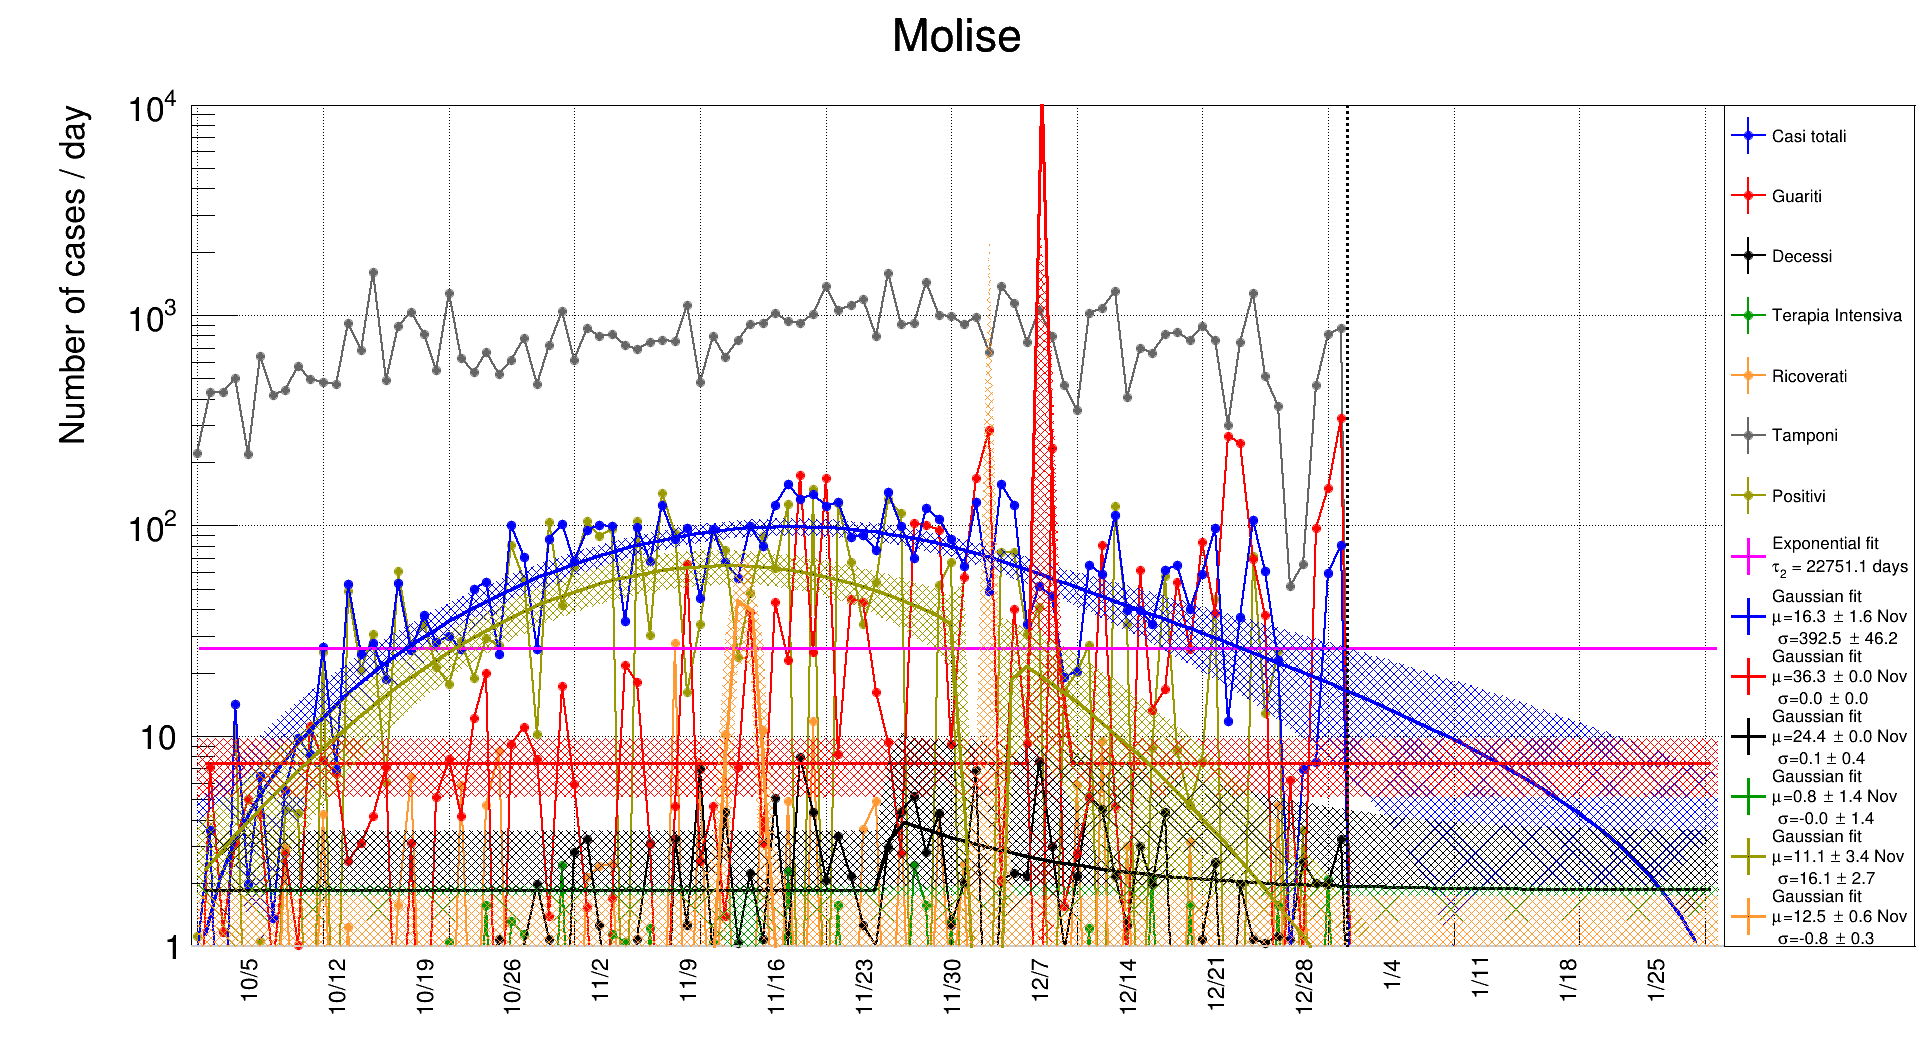 Molise
Number of cases / day
10⁴
10³
10²
10
1
10/5
10/12
10/19
10/26
11/2
11/9
11/16
11/23
11/30
12/7
12/14
12/21
12/28
1/4
1/11
1/18
1/25
Casi totali
Guariti
Decessi
Terapia Intensiva
Ricoverati
Tamponi
Positivi
Exponential fit
τ₂ = 22751.1 days
Gaussian fit
μ=16.3 ± 1.6 Nov
σ=392.5 ± 46.2
Gaussian fit
μ=36.3 ± 0.0 Nov
σ=0.0 ± 0.0
Gaussian fit
μ=24.4 ± 0.0 Nov
σ=0.1 ± 0.4
Gaussian fit
μ=0.8 ± 1.4 Nov
σ=-0.0 ± 1.4
Gaussian fit
μ=11.1 ± 3.4 Nov
σ=16.1 ± 2.7
Gaussian fit
μ=12.5 ± 0.6 Nov
σ=-0.8 ± 0.3